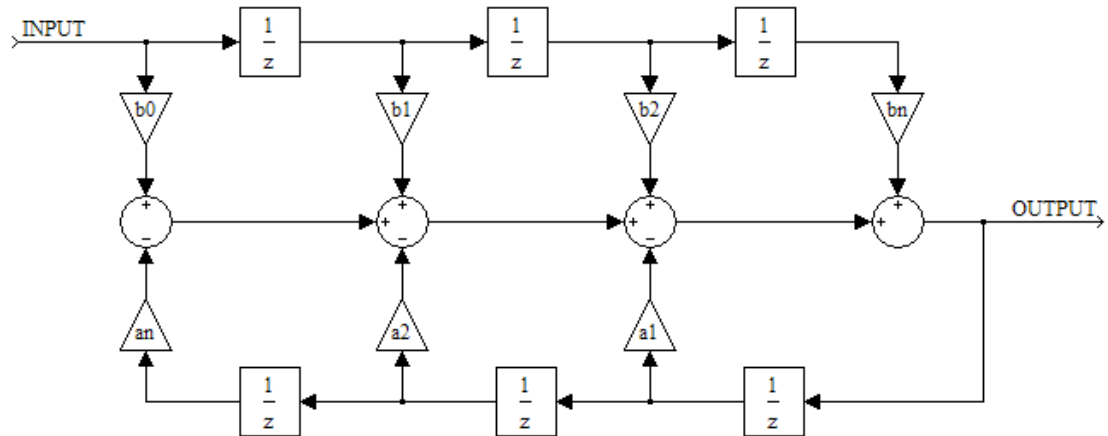 INPUT
1
z
1
z
1
z
b0
b1
b2
bn
+
−
+
+
−
+
+
−
+
+
OUTPUT
an
a2
a1
1
z
1
z
1
z